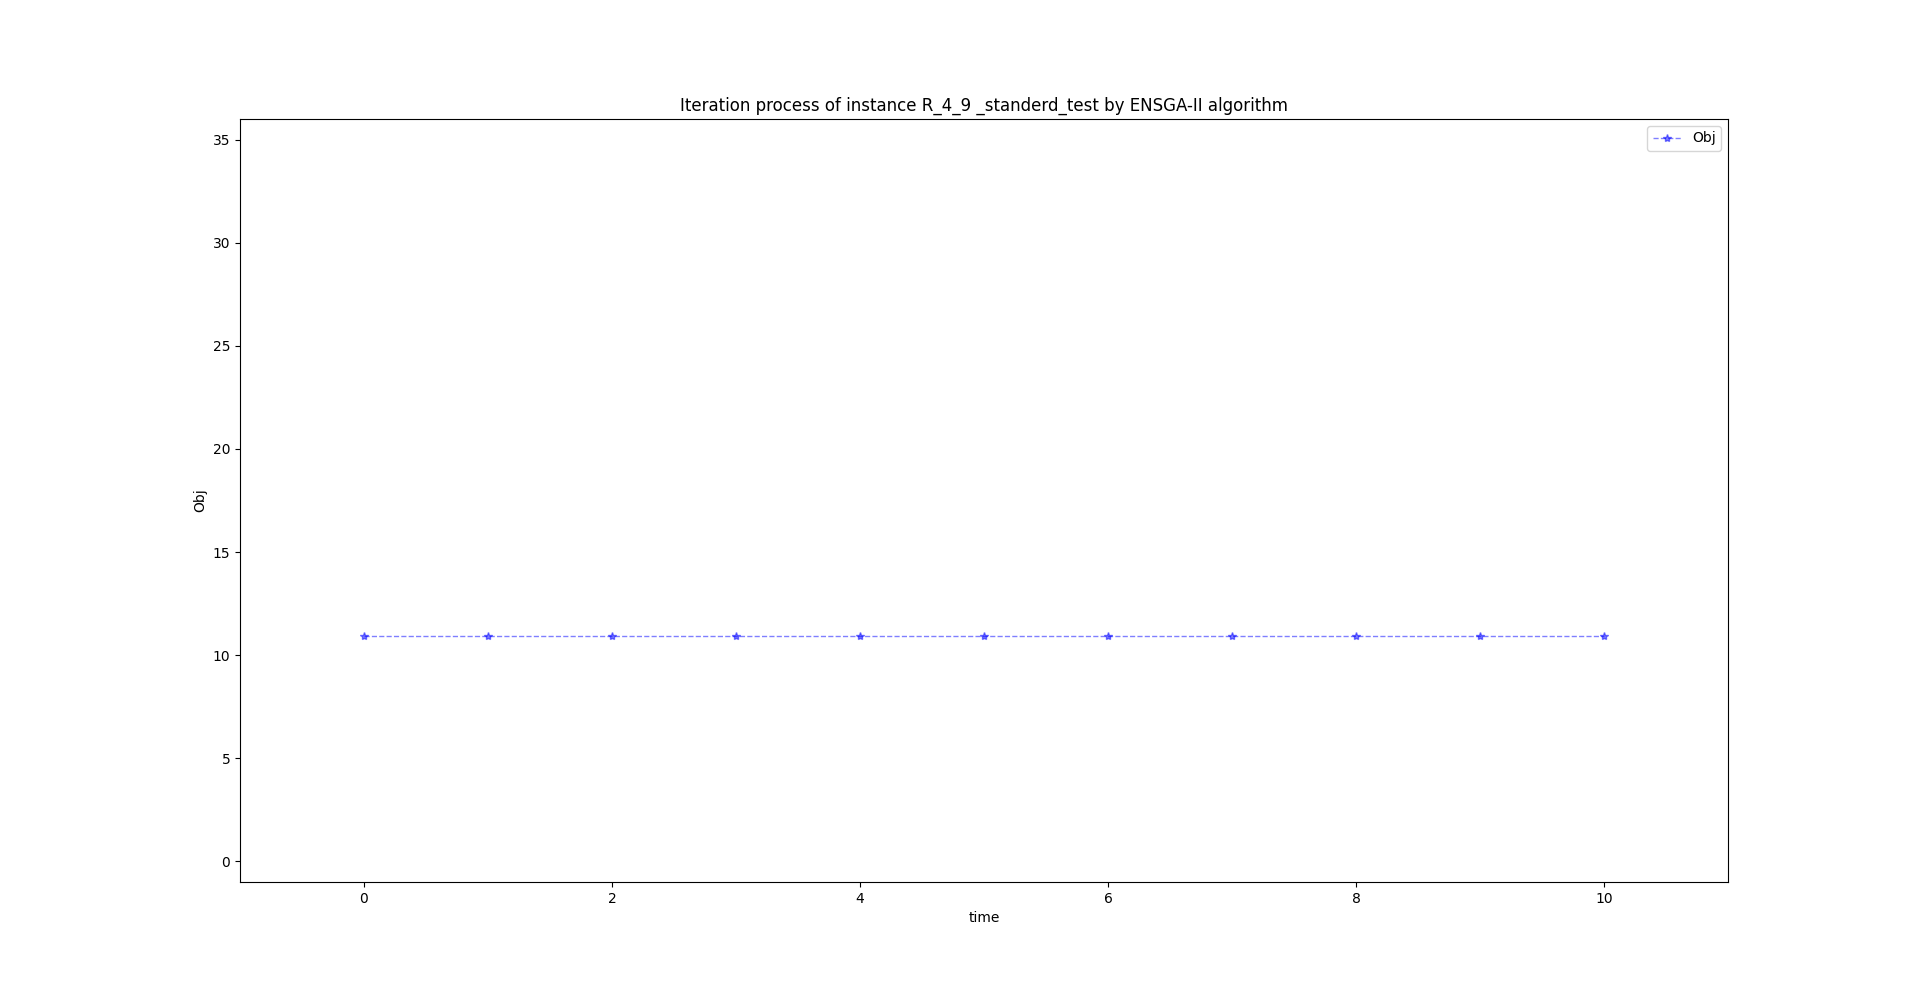 Iteration process of instance R_4_9 _standerd_test by ENSGA-II algorithm
Obj
35
30
25
20
15
10
5
0
Obj
0 2 4 6 8 10
time